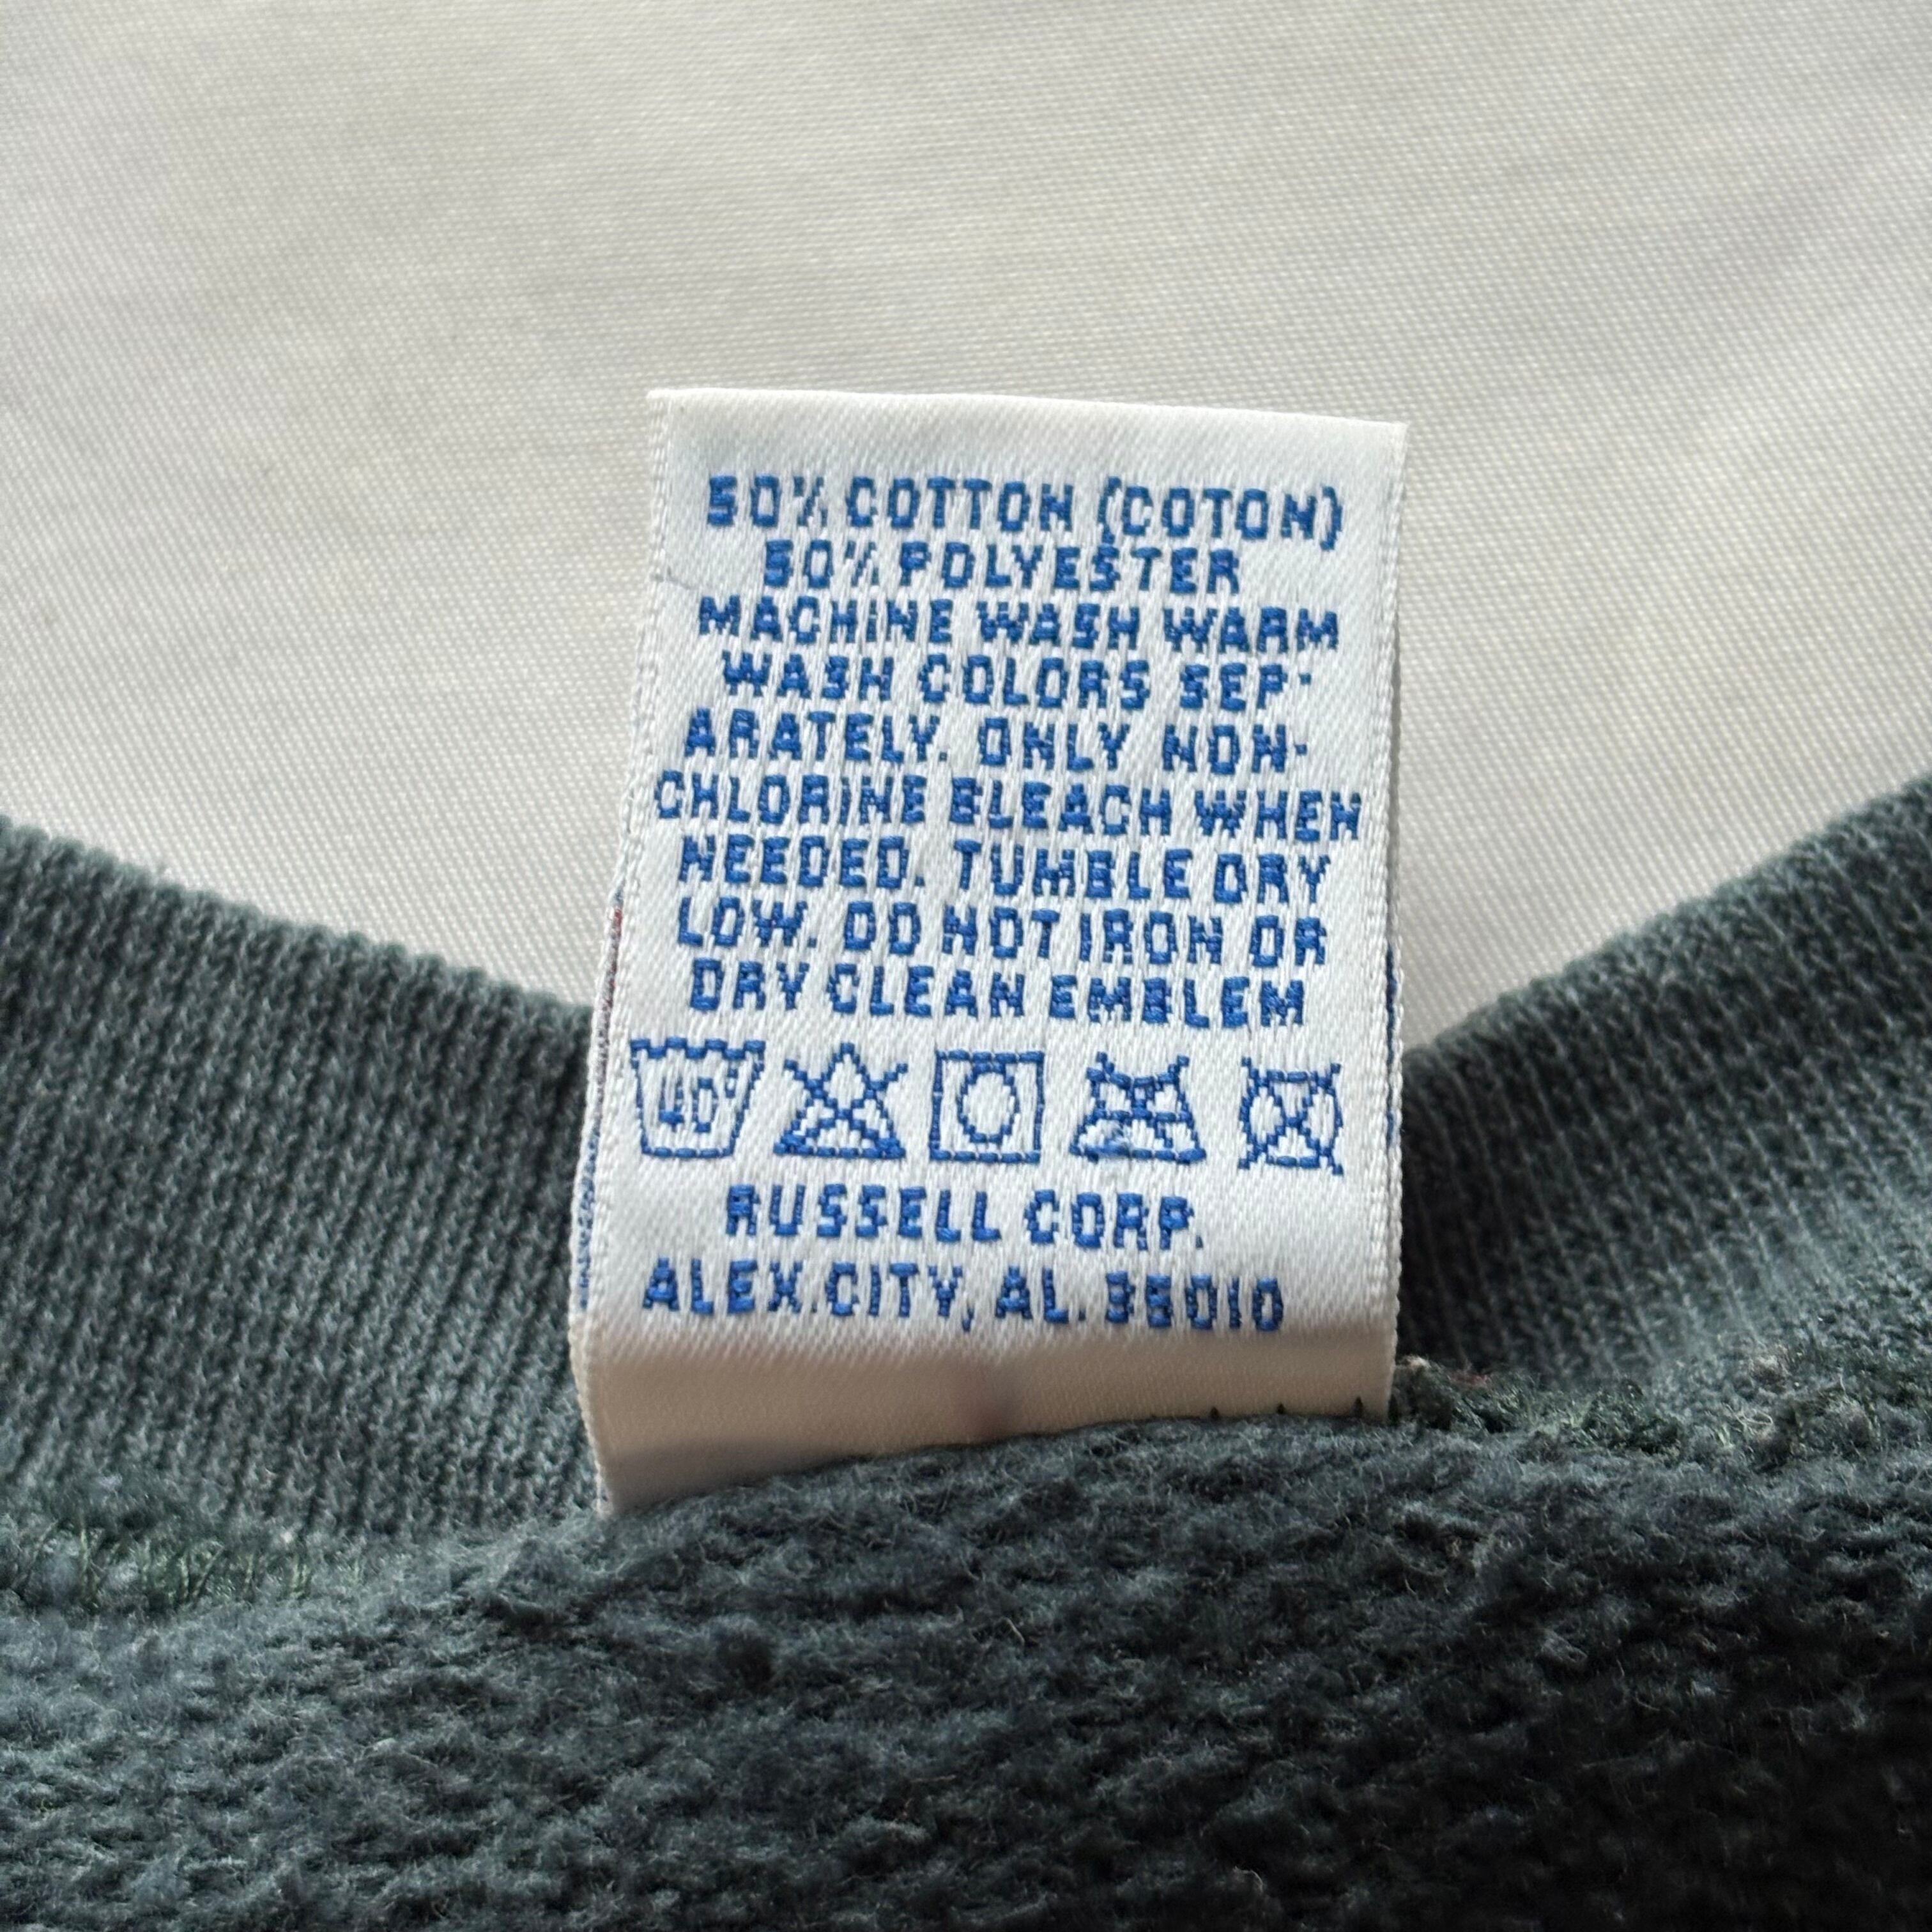 50% COTTON (COTON)
50% POLYESTER
MACHINE WASH WARM
WASH COLORS SEP-
ARATELY. ONLY NON-
CHLORINE BLEACH WHEN
NEEDED. TUMBLE DRY
LOW. DO NOT IRON OR
DRY CLEAN EMBLEM
40°
RUSSELL CORP.
ALEX.CITY, AL. 35010